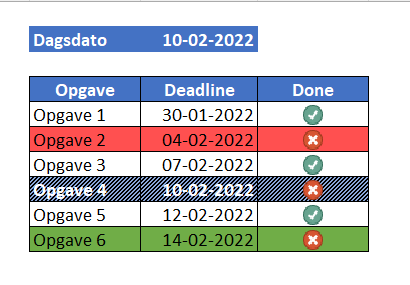 Dagsdato 10-02-2022
Opgave Deadline Done
Opgave 1 30-01-2022
Opgave 2 04-02-2022
Opgave 3 07-02-2022
Opgave 4 10-02-2022
Opgave 5 12-02-2022
Opgave 6 14-02-2022